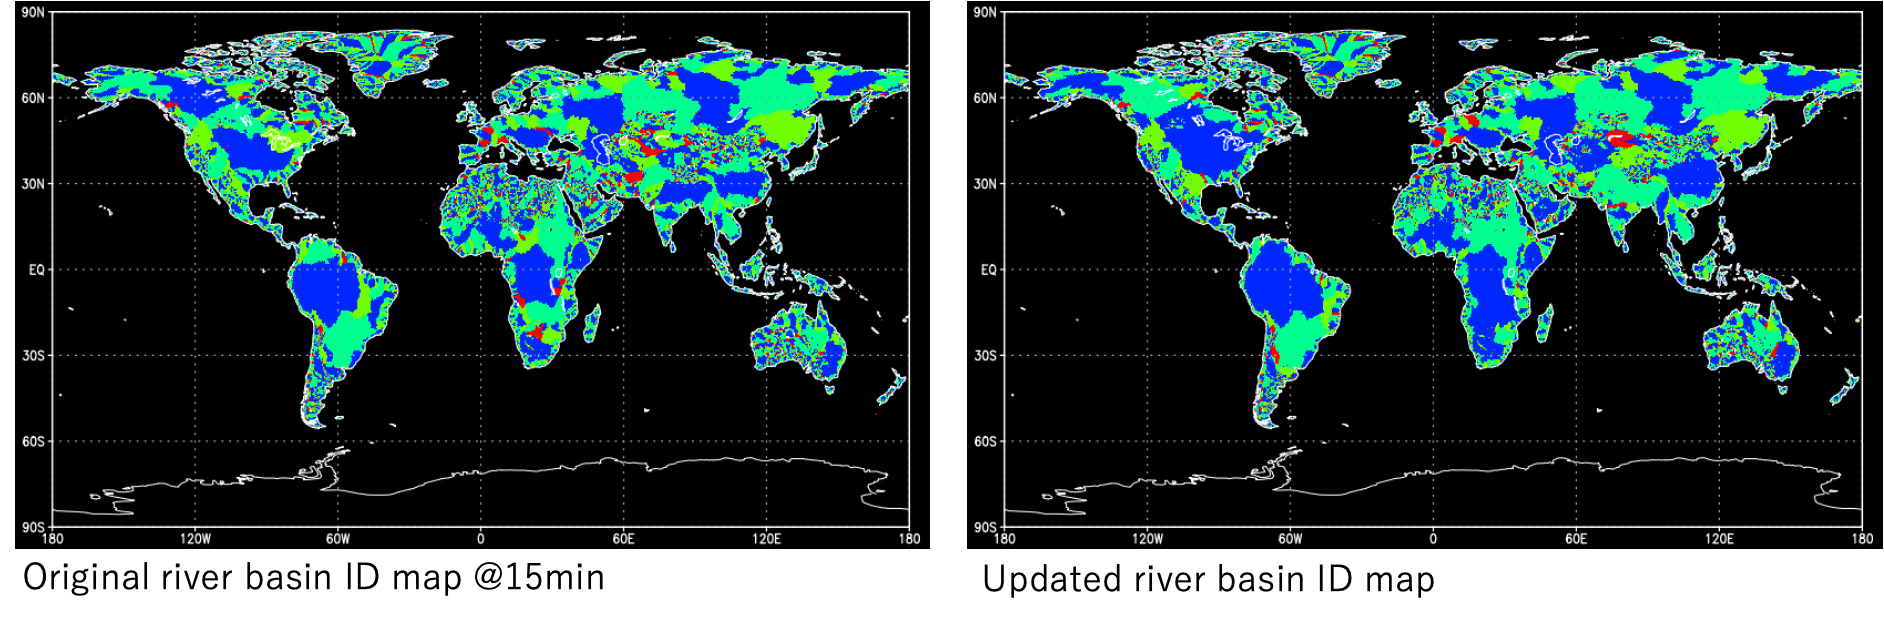 90N
60N
30N
EQ
30S
60S
90S
180 120W 60W 0 60E 120E 180
Original river basin ID map @15min
90N
60N
30N
EQ
30S
60S
90S
180 120W 60W 0 60E 120E 180
Updated river basin ID map